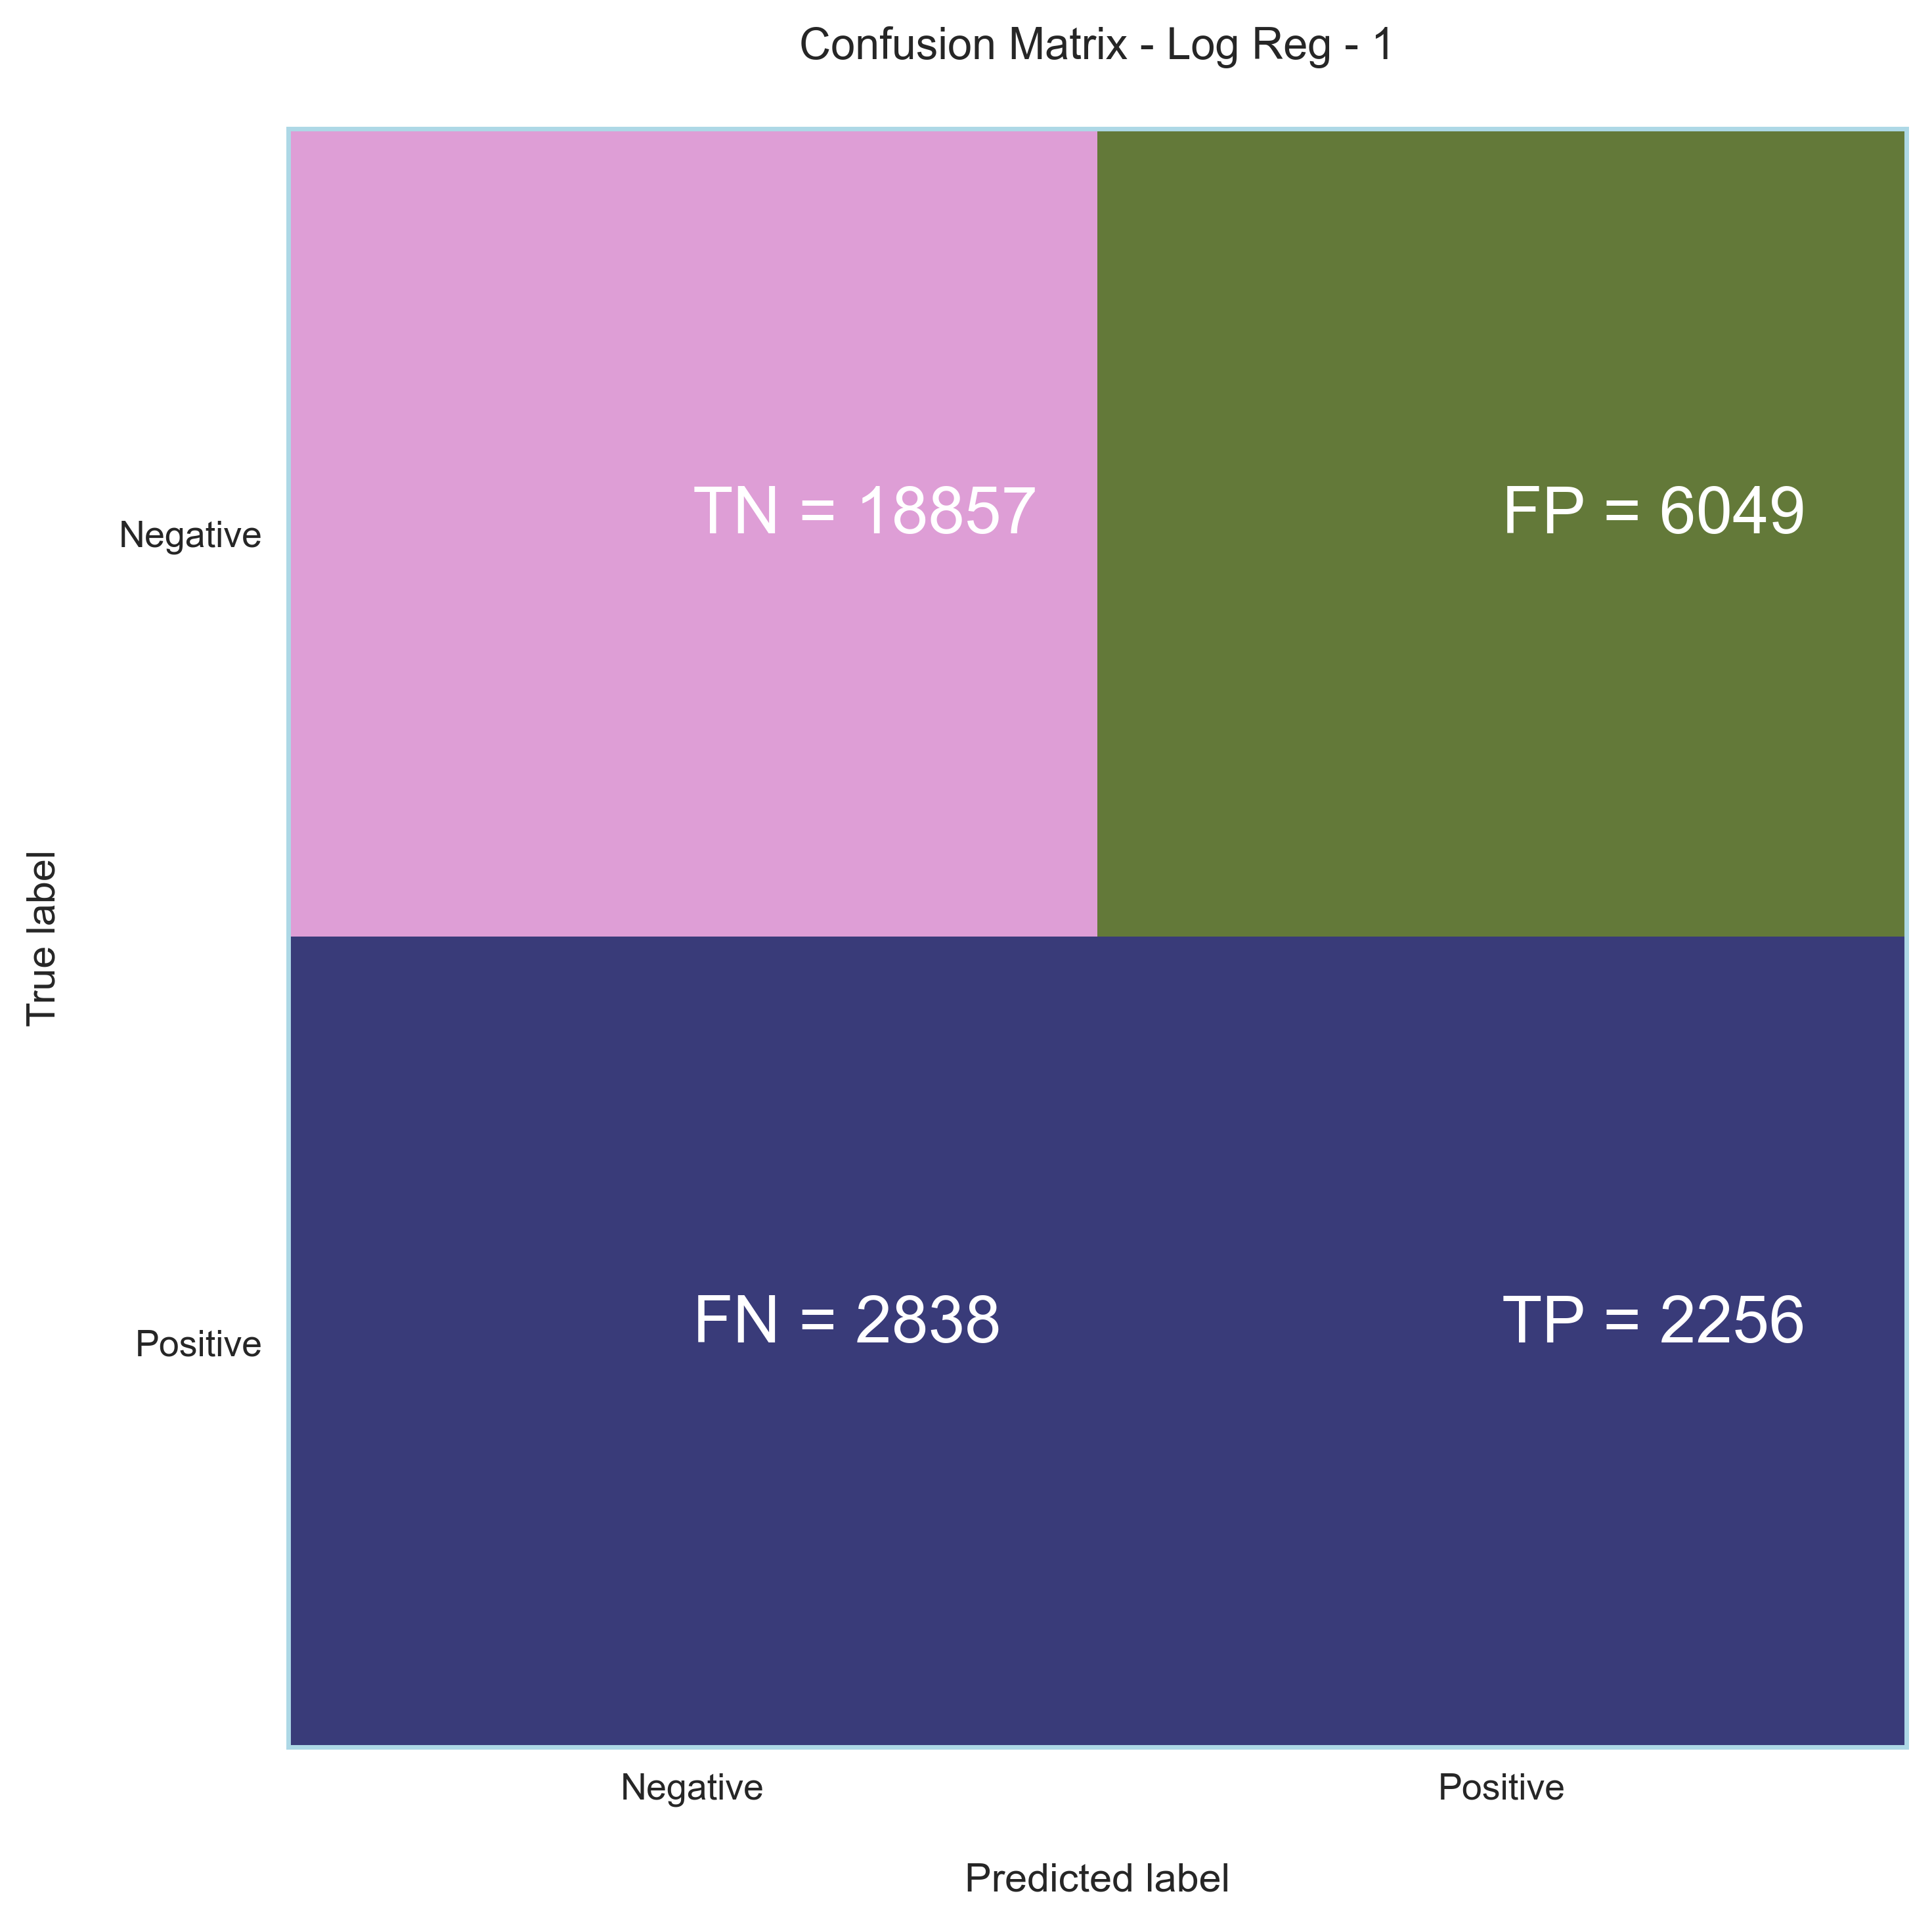 Confusion Matrix - Log Reg - 1
TN = 18857
FP = 6049
Negative
True label
FN = 2838
TP = 2256
Positive
Negative
Positive
Predicted label